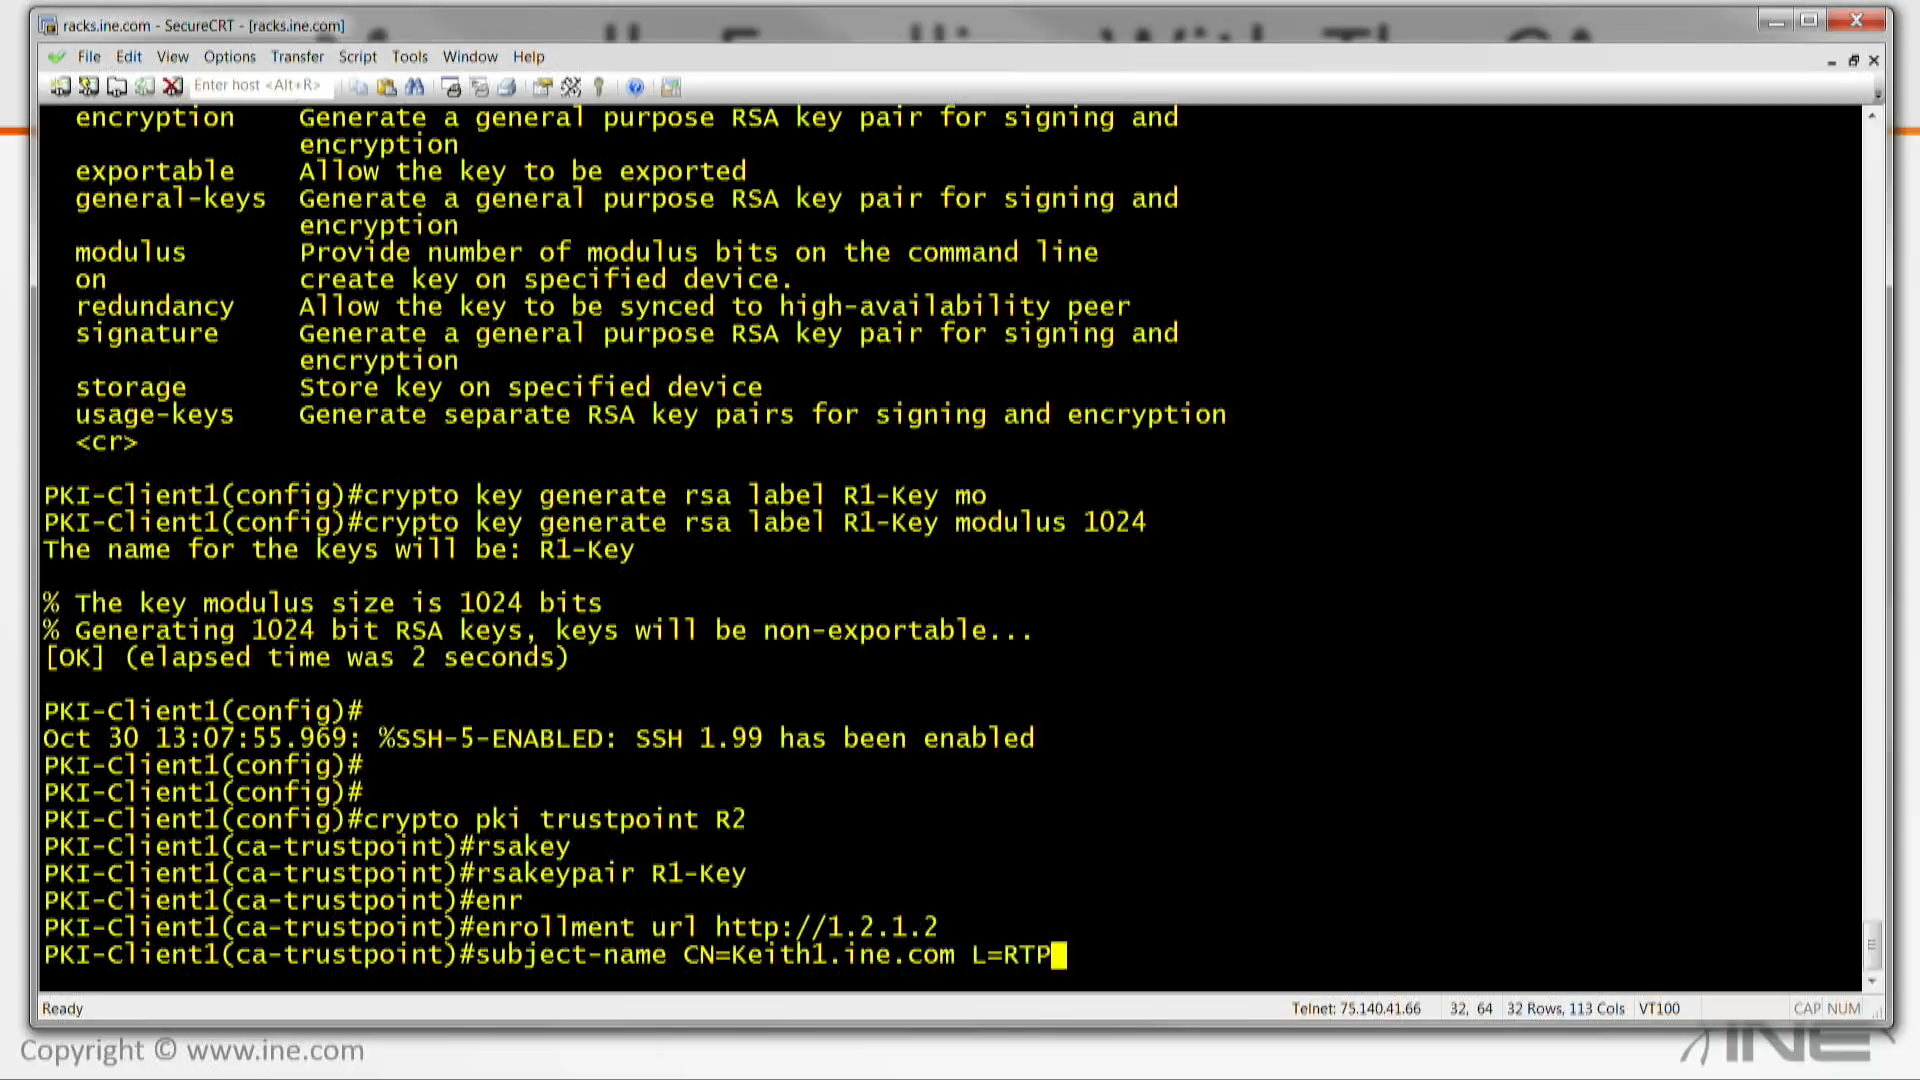 racks.ine.com - SecureCRT - [racks.ine.com]
File Edit View Options Transfer Script Tools Window Help
Enter host <Alt+R>
encryption Generate a general purpose RSA key pair for signing and
encryption
exportable Allow the key to be exported
general-keys Generate a general purpose RSA key pair for signing and
encryption
modulus Provide number of modulus bits on the command line
on create key on specified device.
redundancy Allow the key to be synced to high-availability peer
signature Generate a general purpose RSA key pair for signing and
encryption
storage Store key on specified device
usage-keys Generate separate RSA key pairs for signing and encryption
<cr>
PKI-Client1(config)#crypto key generate rsa label R1-Key mo
PKI-Client1(config)#crypto key generate rsa label R1-Key modulus 1024
The name for the keys will be: R1-Key
% The key modulus size is 1024 bits
% Generating 1024 bit RSA keys, keys will be non-exportable...
[OK] (elapsed time was 2 seconds)
PKI-Client1(config)#
Oct 30 13:07:55.969: %SSH-5-ENABLED: SSH 1.99 has been enabled
PKI-Client1(config)#
PKI-Client1(config)#
PKI-Client1(config)#crypto pki trustpoint R2
PKI-Client1(ca-trustpoint)#rsakey
PKI-Client1(ca-trustpoint)#rsakeypair R1-Key
PKI-Client1(ca-trustpoint)#enr
PKI-Client1(ca-trustpoint)#enrollment url http://1.2.1.2
PKI-Client1(ca-trustpoint)#subject-name CN=Keith1.ine.com L=RTP
Ready Telnet: 75.140.41.66 32, 64 32 Rows, 113 Cols VT100 CAP NUM
Copyright © www.ine.com INE